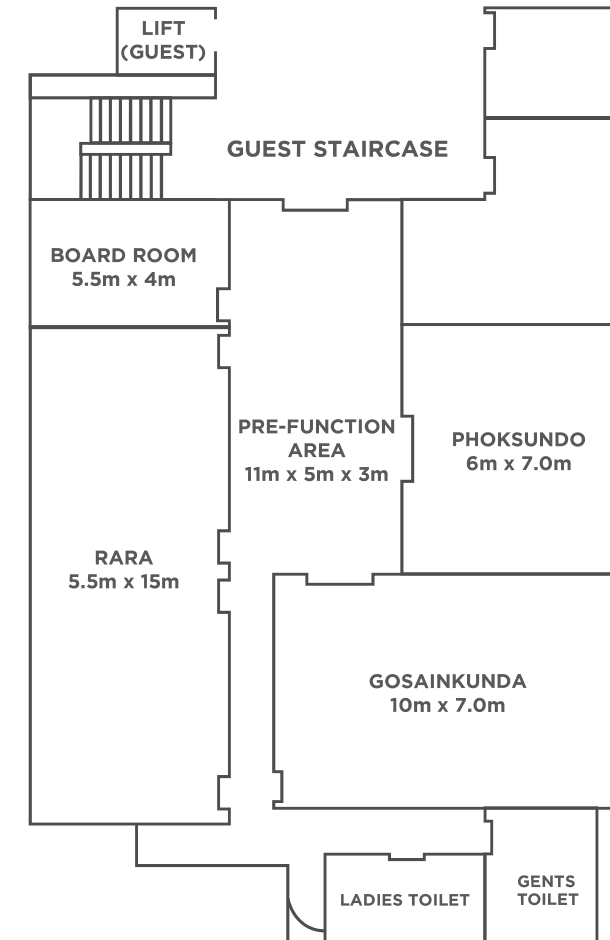 LIFT
(GUEST)
GUEST STAIRCASE
BOARD ROOM
5.5m x 4m
PRE-FUNCTION
AREA
11m x 5m x 3m
PHOKSUNDO
6m x 7.0m
RARA
5.5m x 15m
GOSAINKUNDA
10m x 7.0m
LADIES TOILET
GENTS
TOILET